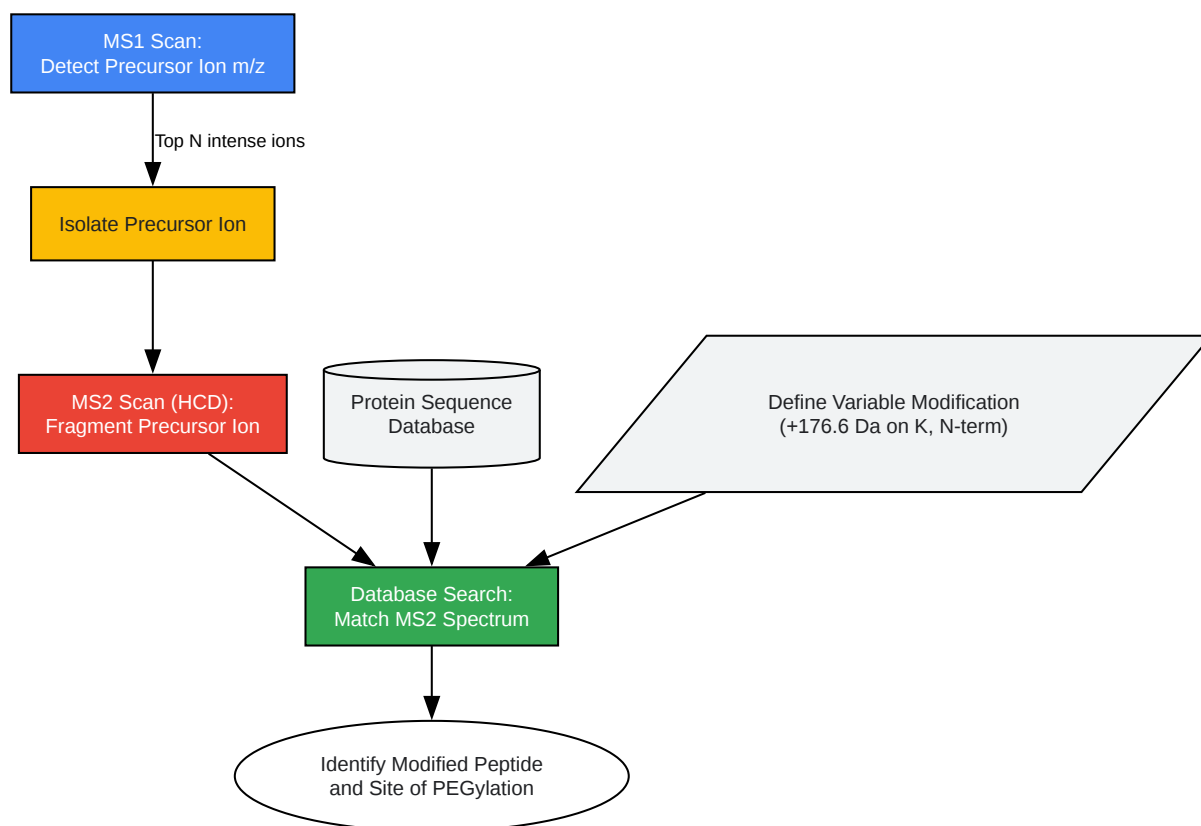 MS1 Scan:
Detect Precursor Ion m/z
Top N intense ions
Isolate Precursor Ion
MS2 Scan (HCD):
Fragment Precursor Ion
Protein Sequence
Database
Define Variable Modification
(+176.6 Da on K, N-term)
Database Search:
Match MS2 Spectrum
Identify Modified Peptide
and Site of PEGylation